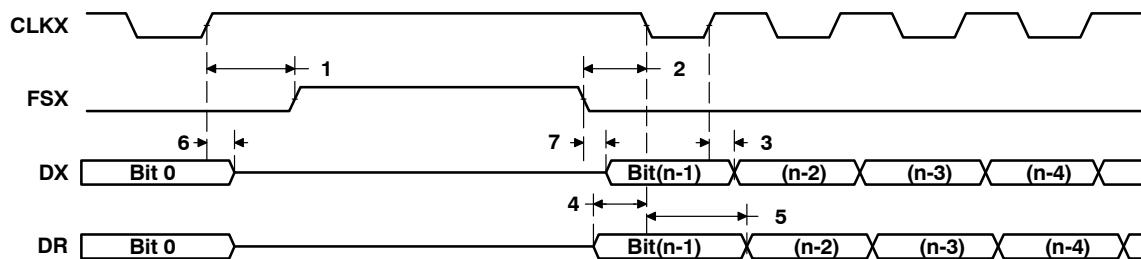 CLKX
1 2
FSX
6 7 3
DX Bit 0 Bit(n-1) (n-2) (n-3) (n-4)
4 5
DR Bit 0 Bit(n-1) (n-2) (n-3) (n-4)